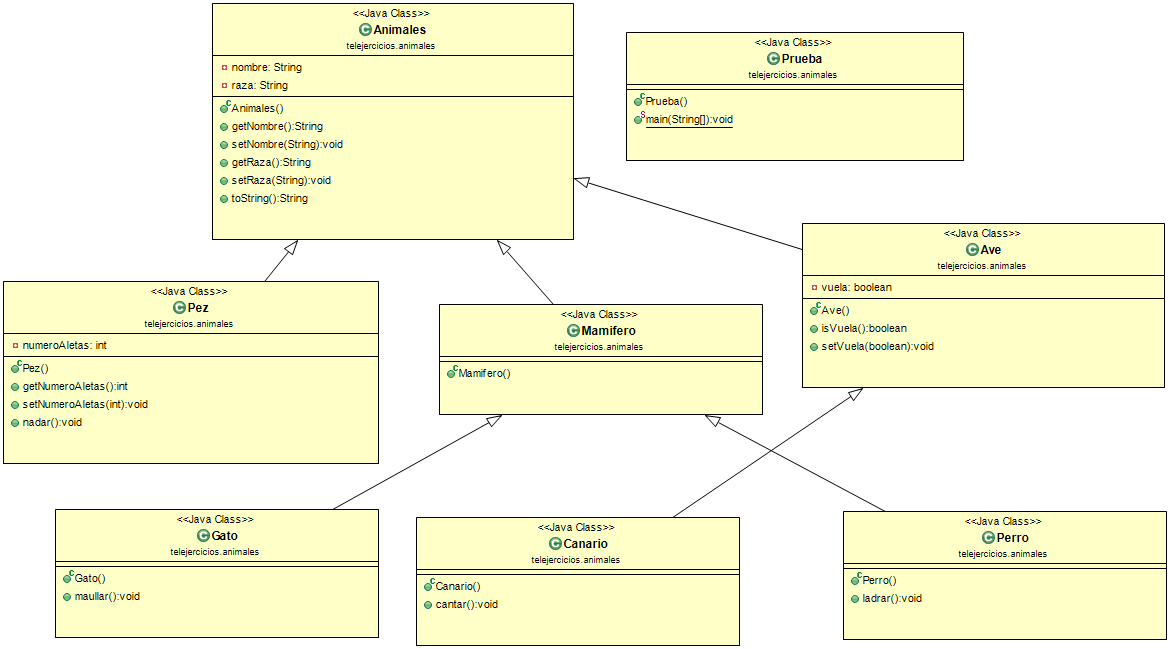 <<Java Class>>
Animales
telejercicios.animales
nombre: String
raza: String
Animales()
getNombre():String
setNombre(String):void
getRaza():String
setRaza(String):void
toString():String
<<Java Class>>
Prueba
telejercicios.animales
Prueba()
main(String[]):void
<<Java Class>>
Ave
telejercicios.animales
vuela: boolean
Ave()
isVuela():boolean
setVuela(boolean):void
<<Java Class>>
Pez
telejercicios.animales
numeroAletas: int
Pez()
getNumeroAletas():int
setNumeroAletas(int):void
nadar():void
<<Java Class>>
Mamifero
telejercicios.animales
Mamifero()
<<Java Class>>
Gato
telejercicios.animales
Gato()
maullar():void
<<Java Class>>
Canario
telejercicios.animales
Canario()
cantar():void
<<Java Class>>
Perro
telejercicios.animales
Perro()
ladrar():void